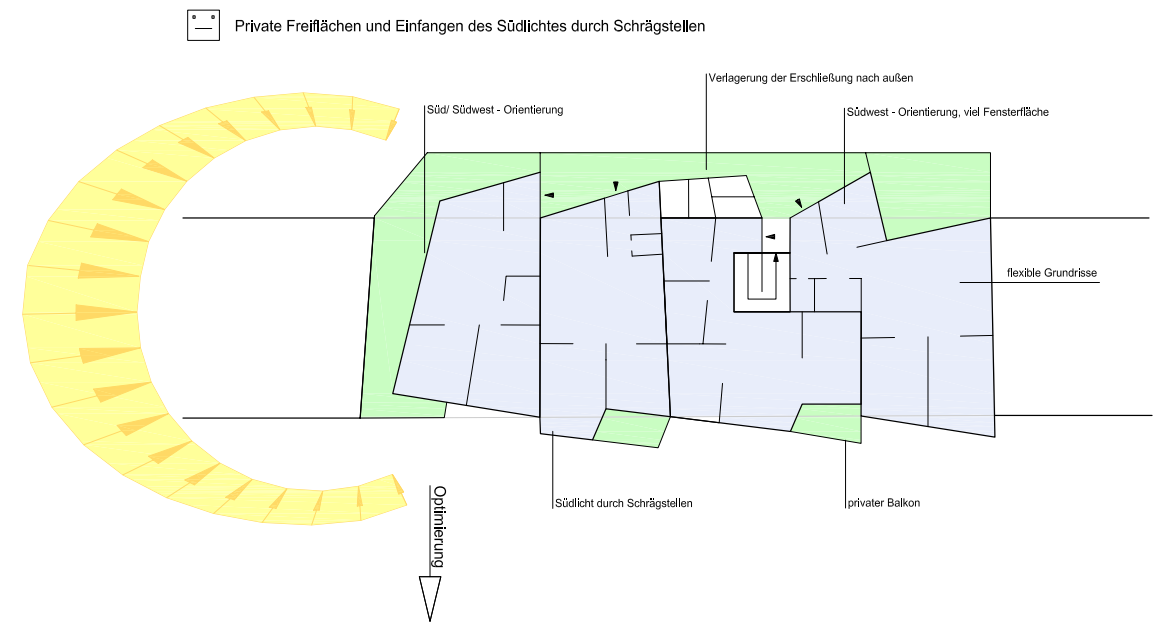 Private Freiflächen und Einfangen des Südlichtes durch Schrägstellen
Verlagerung der Erschließung nach außen
Süd/ Südwest - Orientierung
Südwest - Orientierung, viel Fensterfläche
flexible Grundrisse
Südlicht durch Schrägstellen
privater Balkon
Optimierung